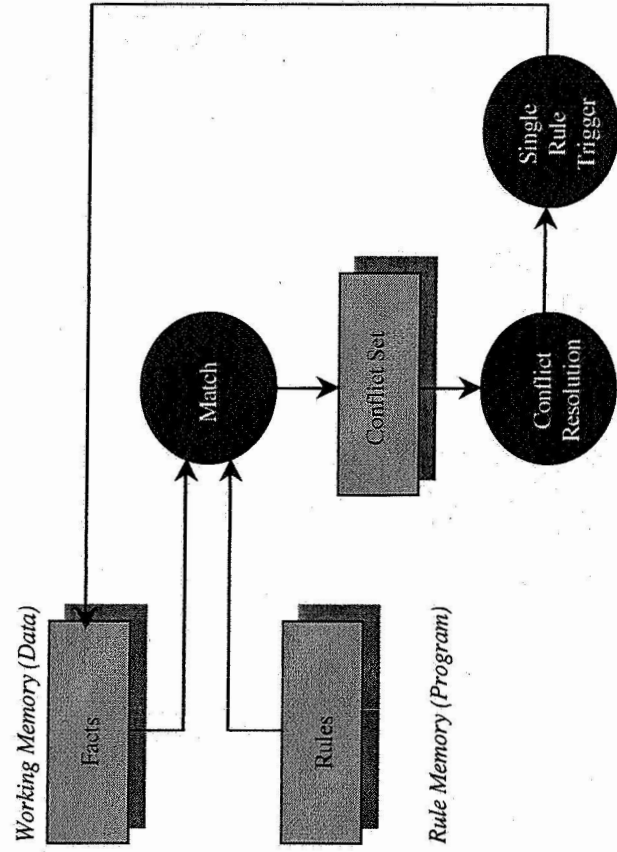 Working Memory (Data)
Facts
Match
Rules
Rule Memory (Program)
Conflict Set
Conflict
Resolution
Single
Rule
Trigger